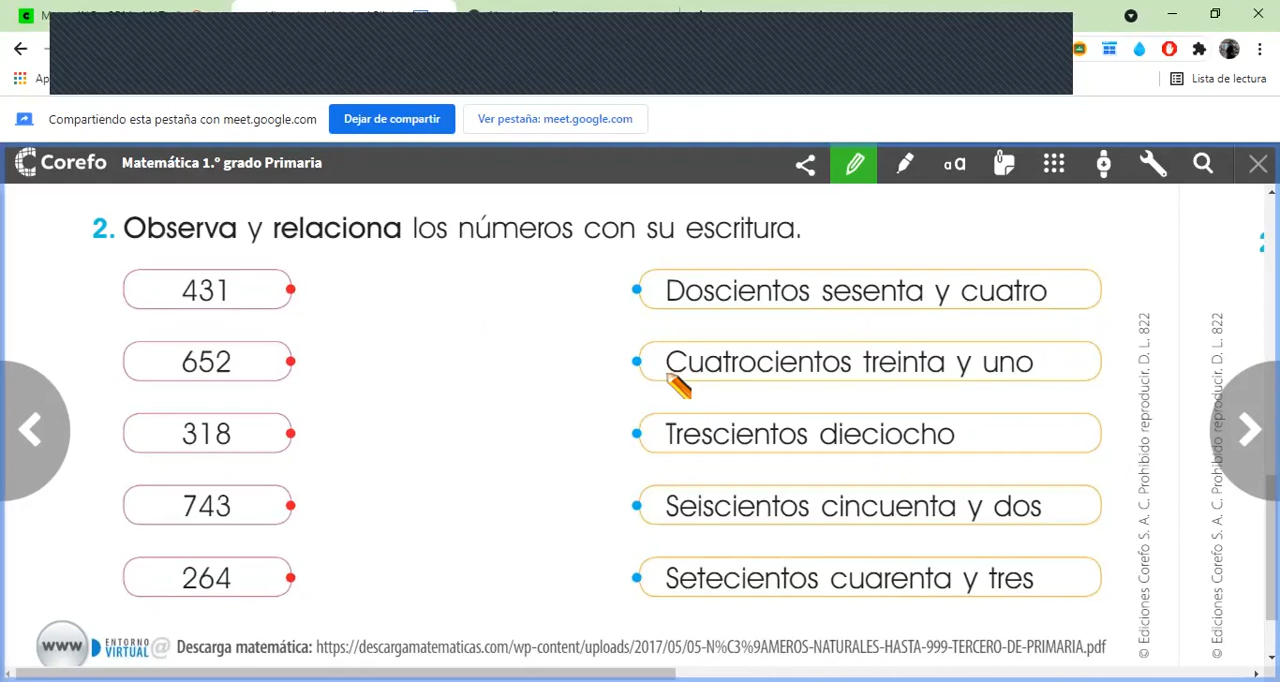 Ap
Lista de lectura
Compartiendo esta pestaña con meet.google.com
Dejar de compartir
Ver pestaña: meet.google.com
Corefo
Matemática 1.° grado Primaria
a a
2. Observa y relaciona los números con su escritura.
431
Doscientos sesenta y cuatro
652
Cuatrocientos treinta y uno
318
Trescientos dieciocho
743
Seiscientos cincuenta y dos
264
Setecientos cuarenta y tres
© Ediciones Corefo S. A. C. Prohibido reproducir. D. L. 822
© Ediciones Corefo S. A. C. Prohibido reproducir. D. L. 822
www ENTORNO VIRTUAL @ Descarga matemática: https://descargamatematicas.com/wp-content/uploads/2017/05/05-N%C3%9AMEROS-NATURALES-HASTA-999-TERCERO-DE-PRIMARIA.pdf